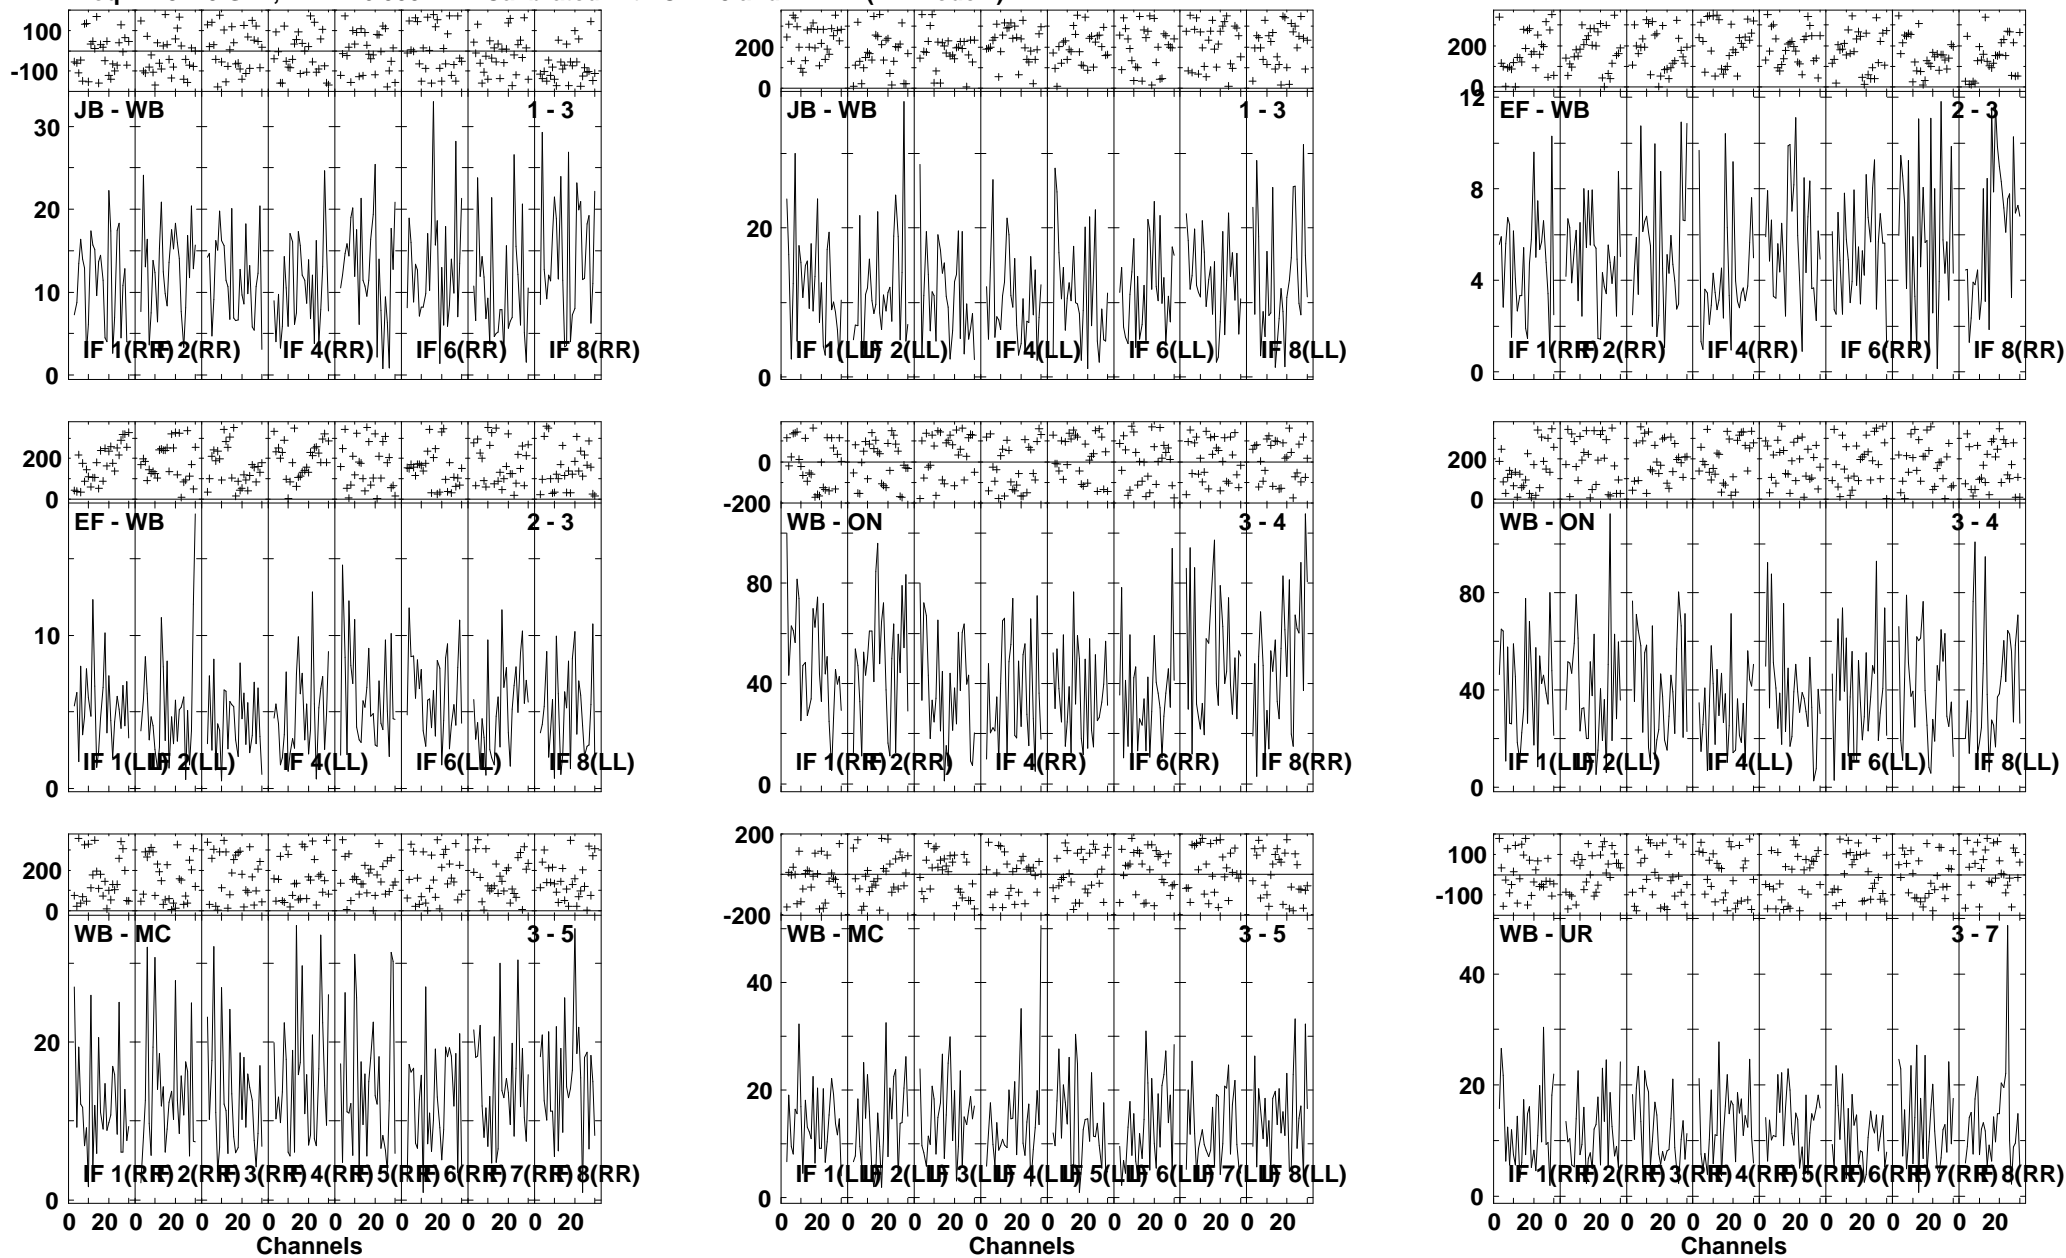 100
-100
JB - WB 1 - 3
30
20
10
0
IF 1(RR) IF 2(RR) IF 4(RR) IF 6(RR) IF 8(RR)
200
0
JB - WB 1 - 3
20
0
IF 1(LL) IF 2(LL) IF 4(LL) IF 6(LL) IF 8(LL)
200
0
EF - WB 2 - 3
12
8
4
0
IF 1(RR) IF 2(RR) IF 4(RR) IF 6(RR) IF 8(RR)
200
0
EF - WB 2 - 3
10
0
IF 1(LL) IF 2(LL) IF 4(LL) IF 6(LL) IF 8(LL)
200
0
-200
WB - ON 3 - 4
80
40
0
IF 1(RR) IF 2(RR) IF 4(RR) IF 6(RR) IF 8(RR)
200
0
WB - ON 3 - 4
80
40
0
IF 1(LL) IF 2(LL) IF 4(LL) IF 6(LL) IF 8(LL)
200
0
WB - MC 3 - 5
20
0
IF 1(RR) IF 2(RR) IF 3(RR) IF 4(RR) IF 5(RR) IF 6(RR) IF 7(RR) IF 8(RR)
0 20 0 20 0 20 0 20 0 20 0 20 0 20 0 20
Channels
200
-200
WB - MC 3 - 5
40
20
0
IF 1(LL) IF 2(LL) IF 3(LL) IF 4(LL) IF 5(LL) IF 6(LL) IF 7(LL) IF 8(LL)
0 20 0 20 0 20 0 20 0 20 0 20 0 20 0 20
100
-100
WB - UR 3 - 7
40
20
0
IF 1(RR) IF 2(RR) IF 3(RR) IF 4(RR) IF 5(RR) IF 6(RR) IF 7(RR) IF 8(RR)
0 20 0 20 0 20 0 20 0 20 0 20 0 20 0 20
Channels